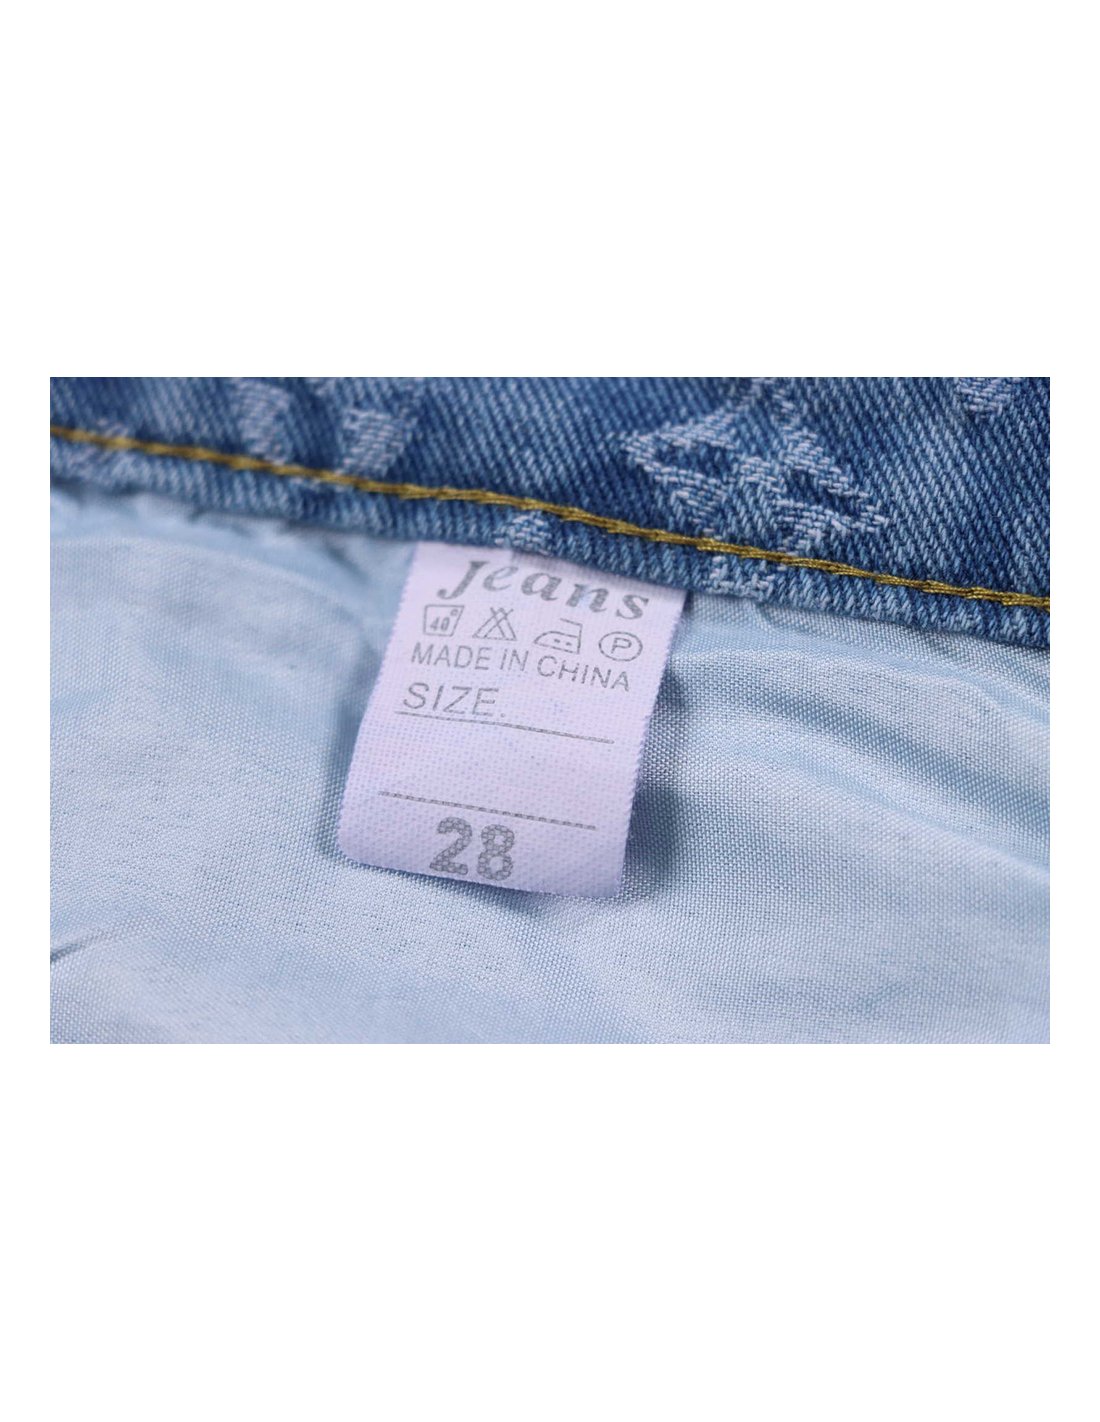 Jeans
40° P
MADE IN CHINA
SIZE.
28